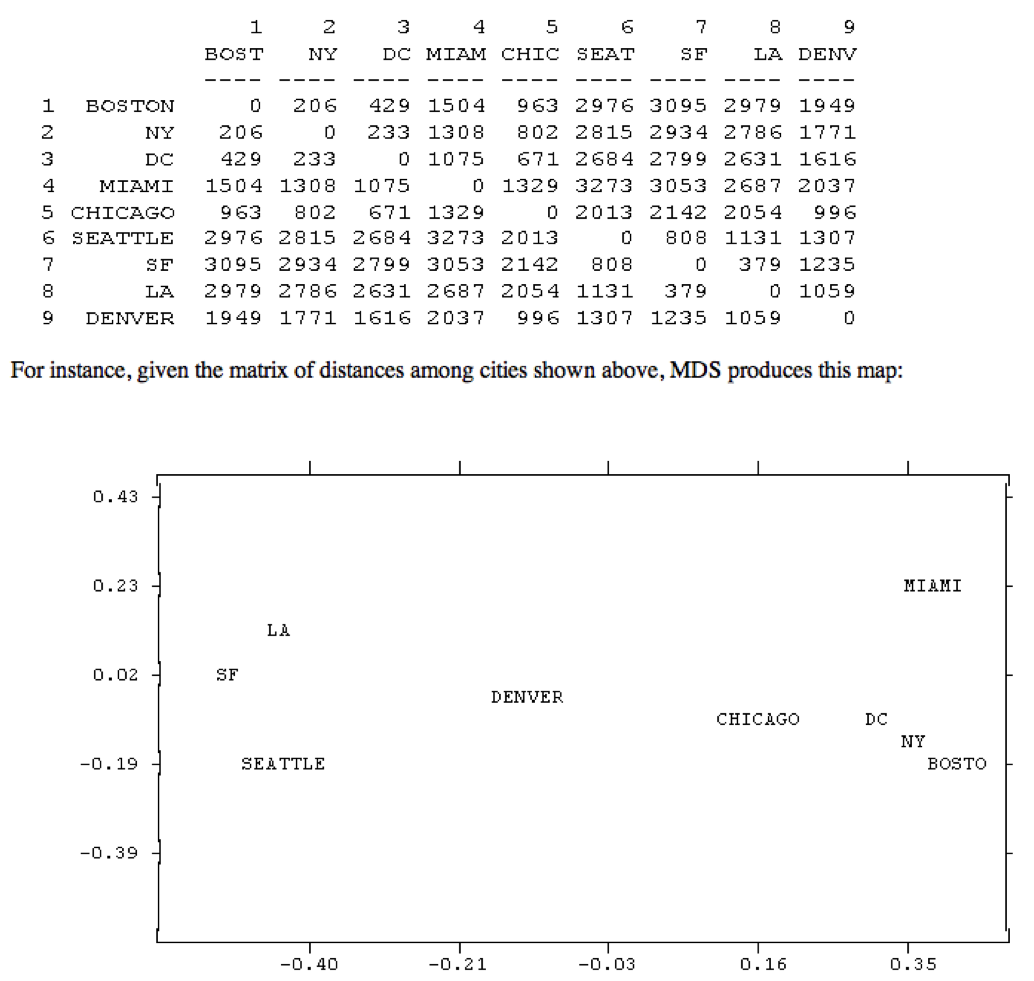 1 2 3 4 5 6 7 8 9
BOST NY DC MIAM CHIC SEAT SF LA DENV
---- ---- ---- ---- ---- ---- ---- ---- ----
1 BOSTON 0 206 429 1504 963 2976 3095 2979 1949
2 NY 206 0 233 1308 802 2815 2934 2786 1771
3 DC 429 233 0 1075 671 2684 2799 2631 1616
4 MIAMI 1504 1308 1075 0 1329 3273 3053 2687 2037
5 CHICAGO 963 802 671 1329 0 2013 2142 2054 996
6 SEATTLE 2976 2815 2684 3273 2013 0 808 1131 1307
7 SF 3095 2934 2799 3053 2142 808 0 379 1235
8 LA 2979 2786 2631 2687 2054 1131 379 0 1059
9 DENVER 1949 1771 1616 2037 996 1307 1235 1059 0
For instance, given the matrix of distances among cities shown above, MDS produces this map:
0.43
0.23 MIAMI
LA
0.02 SF
DENVER
CHICAGO DC
NY
-0.19 SEATTLE BOSTO
-0.39
-0.40 -0.21 -0.03 0.16 0.35